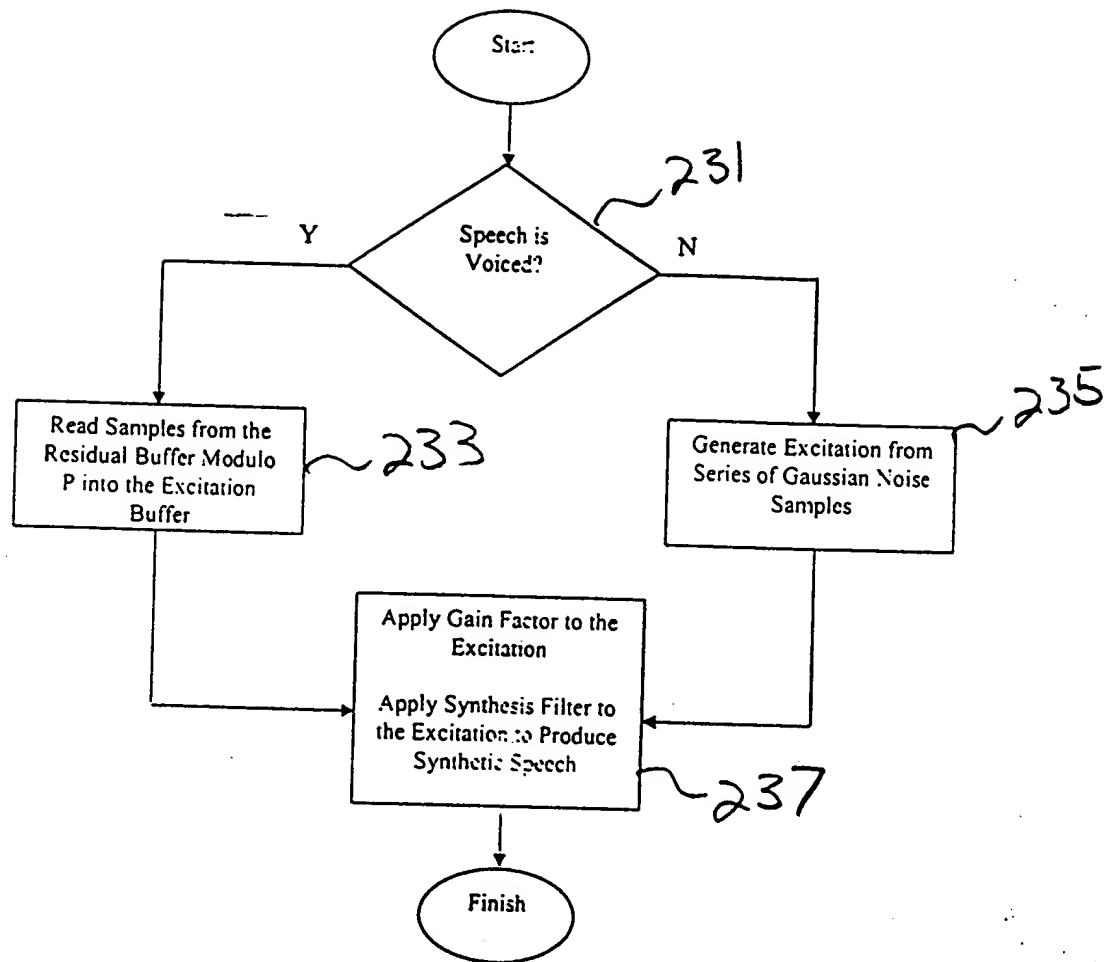 Start
231
Speech is
Voiced?
Y
N
Read Samples from the
Residual Buffer Modulo
P into the Excitation
Buffer
233
235
Generate Excitation from
Series of Gaussian Noise
Samples
Apply Gain Factor to the
Excitation
Apply Synthesis Filter to
the Excitation to Produce
Synthetic Speech
237
Finish